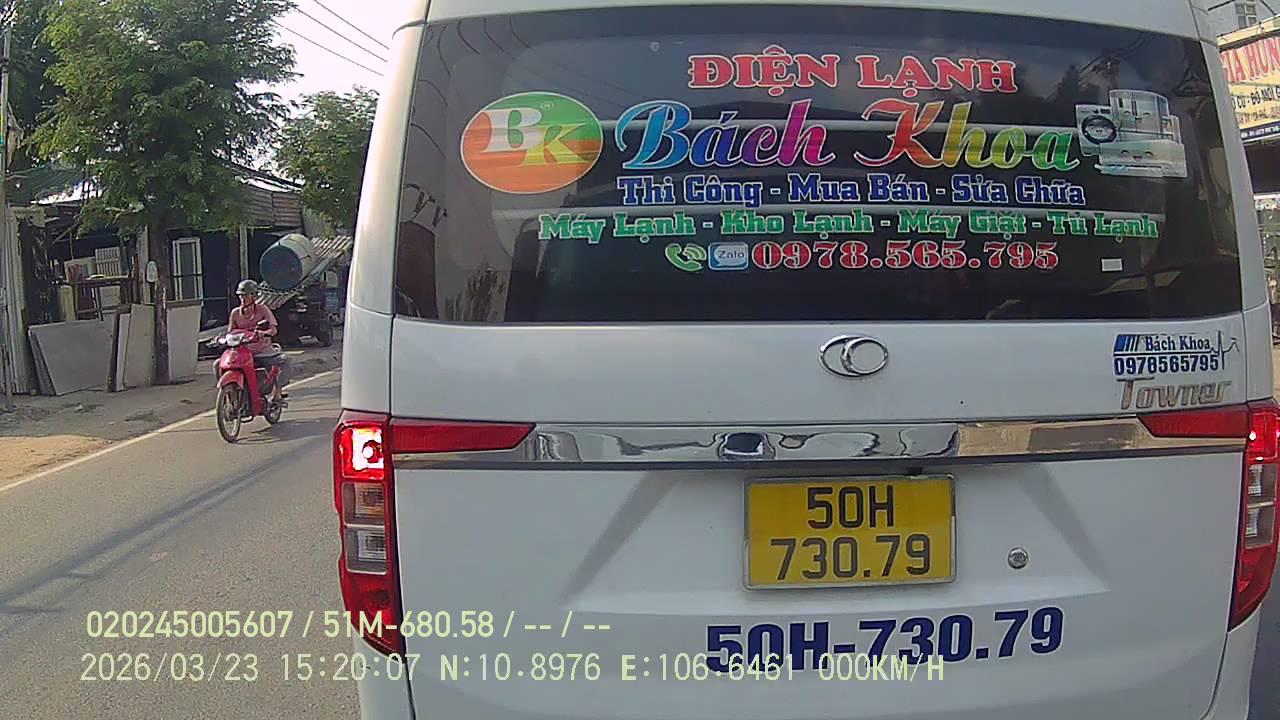 ĐIỆN LẠNH
BK
Bách Khoa
Thi Công - Mua Bán - Sửa Chữa
Máy Lạnh - Kho Lạnh - Máy Giặt - Tủ Lạnh
Zalo 0978.565.795
Bách Khoa
0978565795
Towner
50H
730.79
50H-730.79
020245005607 / 51M-680.58 / -- / --
2026/03/23 15:20:07 N:10.8976 E:106.6461 000KM/H